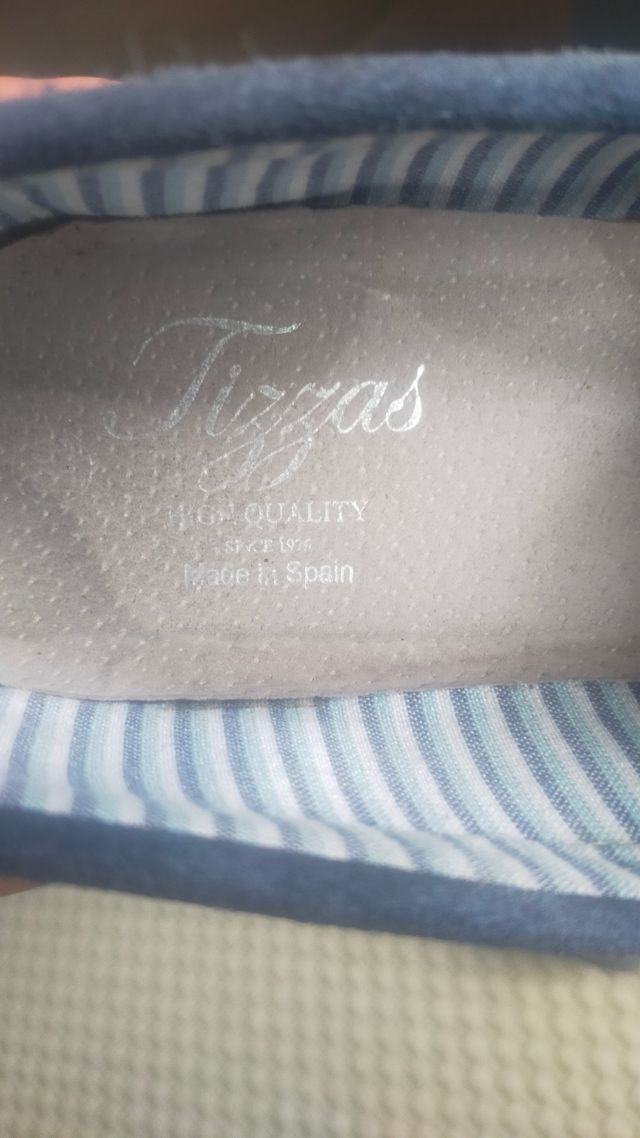 Tizzas
HIGH QUALITY
SINCE 1976
Made in Spain